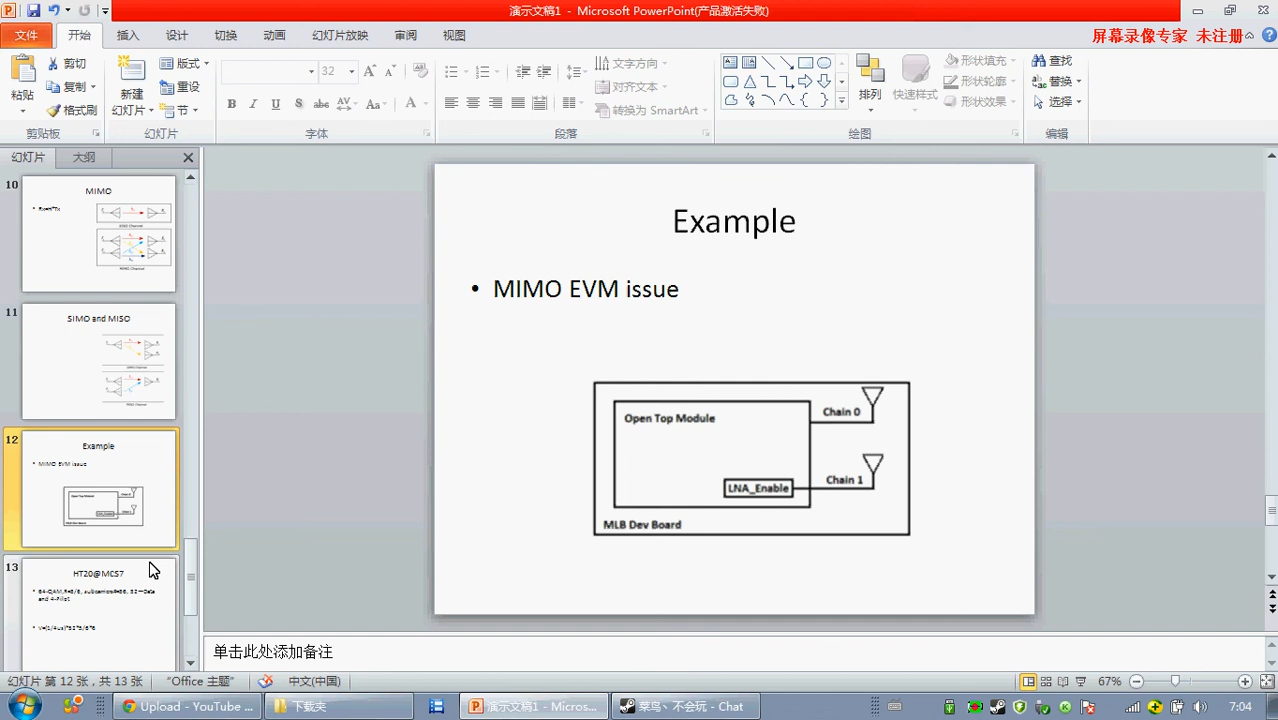 演示文稿1 - Microsoft PowerPoint(产品激活失败)
文件 开始 插入 设计 切换 动画 幻灯片放映 审阅 视图
屏幕录像专家 未注册
粘贴 剪切 复制 格式刷 剪贴板
新建 幻灯片 版式 重设 节 幻灯片
32 B I U S abc AV Aa A 字体
文字方向 对齐文本 转换为 SmartArt 段落
排列 快速样式 形状填充 形状轮廓 形状效果 绘图
查找 替换 选择 编辑
幻灯片 大纲
10
MIMO
11
SIMO and MISO
12
Example
MIMO EVM issue
13
HT20@MCS7
and 4-Pilot
Example
• MIMO EVM issue
Open Top Module
Chain 0
LNA_Enable
Chain 1
MLB Dev Board
单击此处添加备注
幻灯片 第 12 张，共 13 张 "Office 主题" 中文(中国) 67%
Upload - YouTube ... 下载夹 演示文稿1 - Micros... 菜鸟丶不会玩 - Chat 7:04